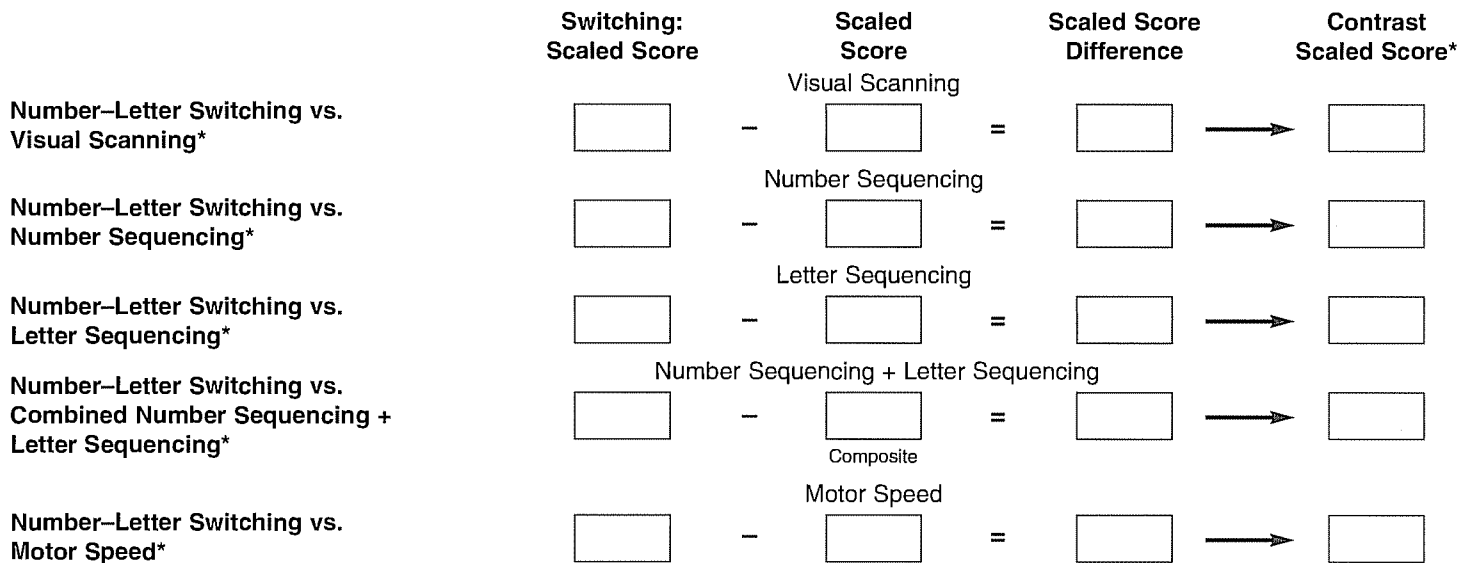 Switching: Scaled Scaled Score Contrast
Scaled Score Score Difference Scaled Score*
Visual Scanning
Number–Letter Switching vs.
Visual Scanning* – =
Number Sequencing
Number–Letter Switching vs.
Number Sequencing* – =
Letter Sequencing
Number–Letter Switching vs.
Letter Sequencing* – =
Number Sequencing + Letter Sequencing
Number–Letter Switching vs.
Combined Number Sequencing + – =
Letter Sequencing*
Composite
Motor Speed
Number–Letter Switching vs.
Motor Speed* – =